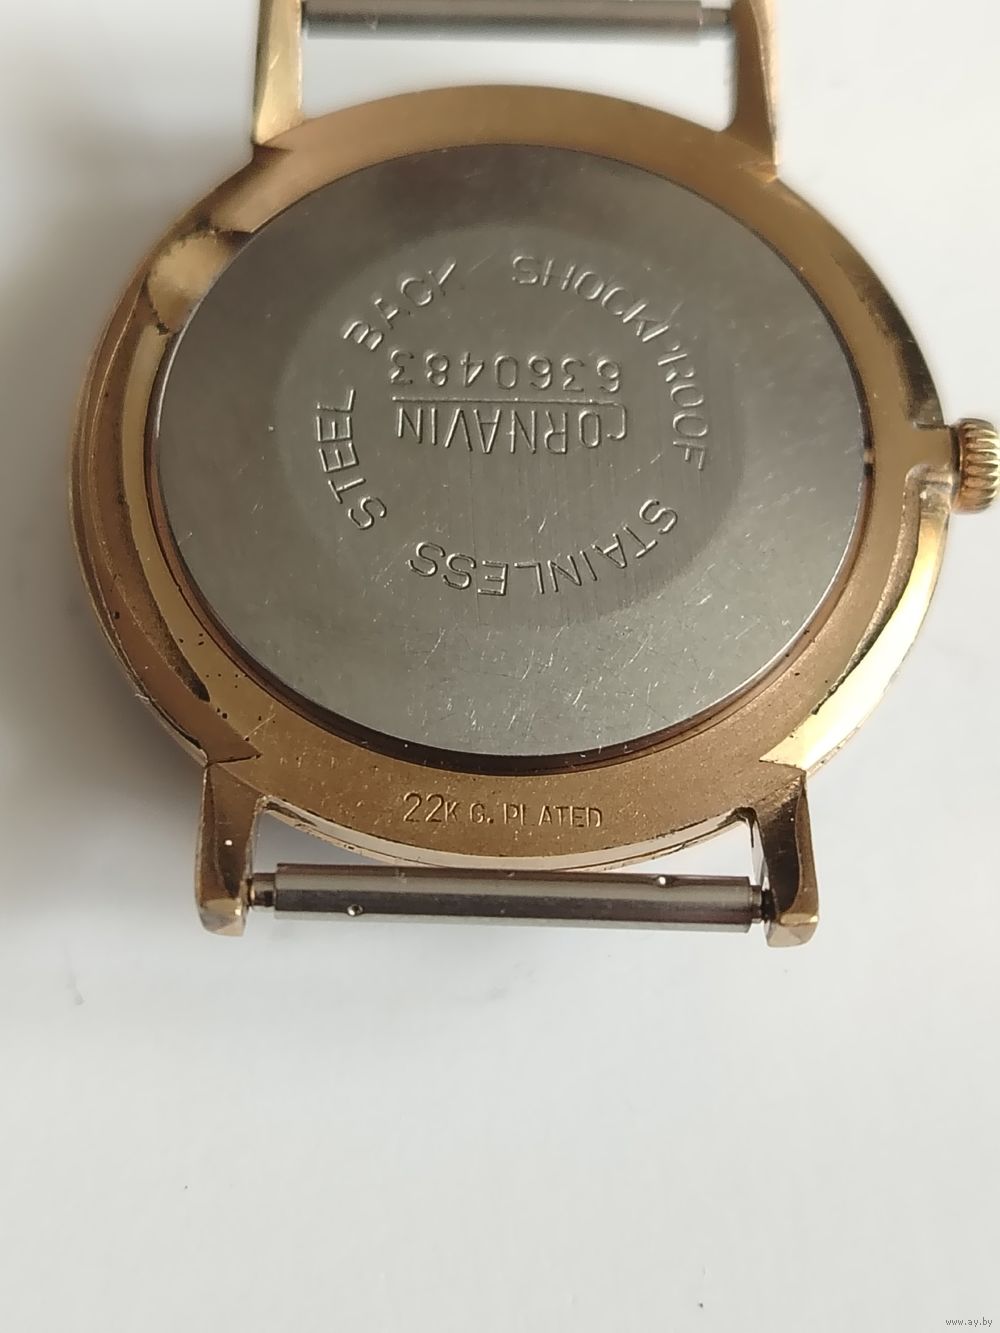 STAINLESS STEEL BACK SHOCKPROOF
CORNAVIN
6360483
22K G. PLATED
www.ay.by